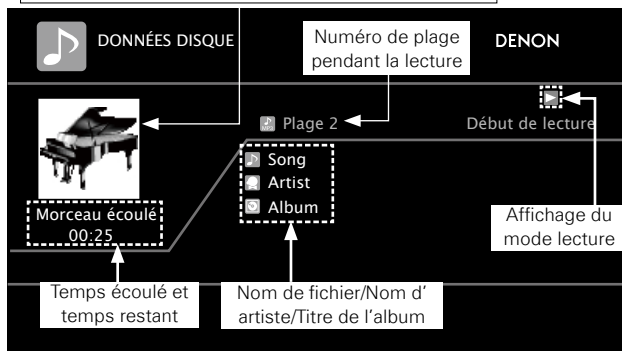 DONNÉES DISQUE
Numéro de plage
pendant la lecture
DENON
Plage 2
Début de lecture
Song
Artist
Album
Morceau écoulé
00:25
Affichage du
mode lecture
Temps écoulé et
temps restant
Nom de fichier/Nom d'
artiste/Titre de l'album